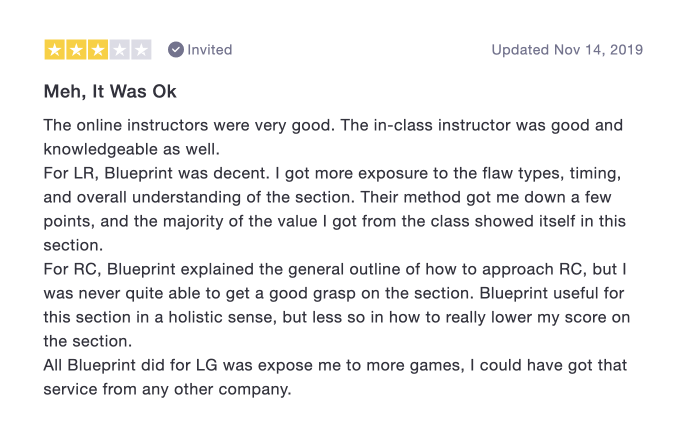 Invited
Updated Nov 14, 2019
Meh, It Was Ok
The online instructors were very good. The in-class instructor was good and
knowledgeable as well.
For LR, Blueprint was decent. I got more exposure to the flaw types, timing,
and overall understanding of the section. Their method got me down a few
points, and the majority of the value I got from the class showed itself in this
section.
For RC, Blueprint explained the general outline of how to approach RC, but I
was never quite able to get a good grasp on the section. Blueprint useful for
this section in a holistic sense, but less so in how to really lower my score on
the section.
All Blueprint did for LG was expose me to more games, I could have got that
service from any other company.